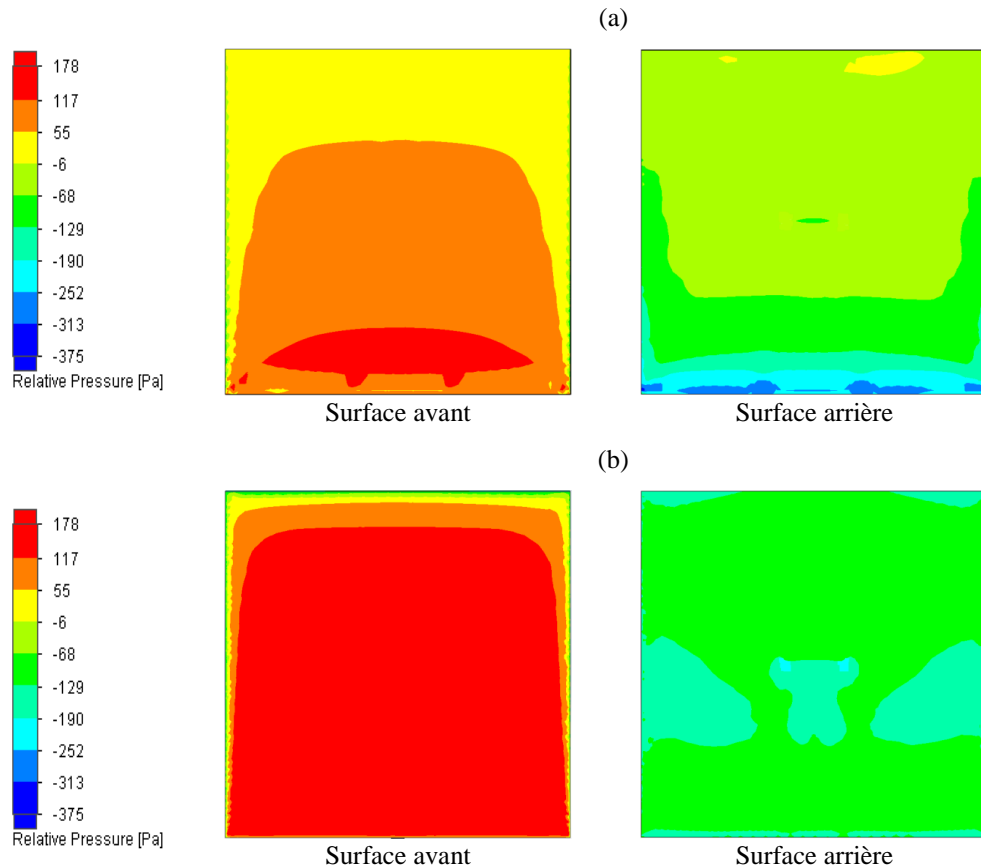 (a)
178
117
55
-6
-68
-129
-190
-252
-313
-375
Relative Pressure [Pa]
Surface avant
Surface arrière
(b)
178
117
55
-6
-68
-129
-190
-252
-313
-375
Relative Pressure [Pa]
Surface avant
Surface arrière